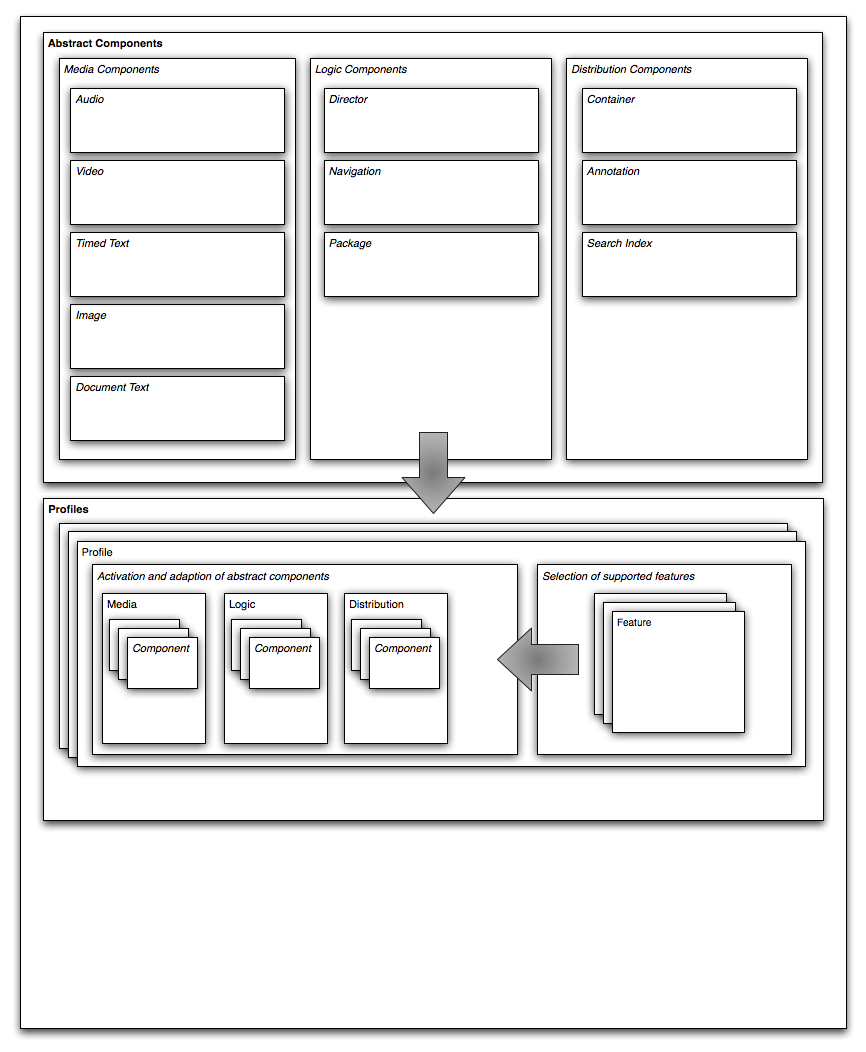 Abstract Components
Media Components
Audio
Video
Timed Text
Image
Document Text
Logic Components
Director
Navigation
Package
Distribution Components
Container
Annotation
Search Index
Profiles
Profile
Activation and adaption of abstract components
Media
Component
Logic
Component
Distribution
Component
Selection of supported features
Feature